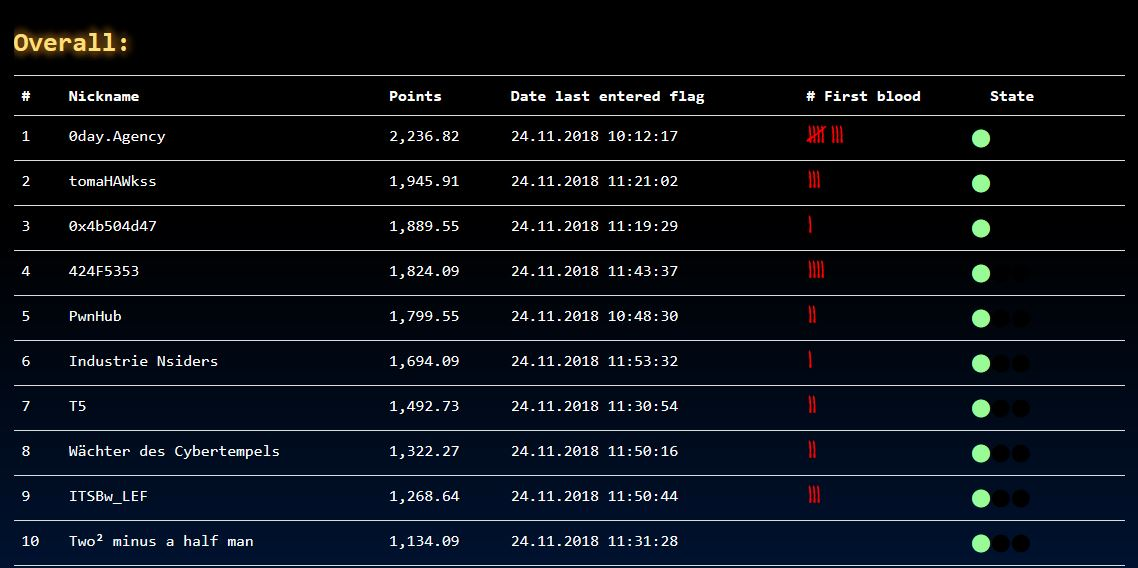 Overall:
# Nickname Points Date last entered flag # First blood State
1 0day.Agency 2,236.82 24.11.2018 10:12:17
2 tomaHAWkss 1,945.91 24.11.2018 11:21:02
3 0x4b504d47 1,889.55 24.11.2018 11:19:29
4 424F5353 1,824.09 24.11.2018 11:43:37
5 PwnHub 1,799.55 24.11.2018 10:48:30
6 Industrie Nsiders 1,694.09 24.11.2018 11:53:32
7 T5 1,492.73 24.11.2018 11:30:54
8 Wächter des Cybertempels 1,322.27 24.11.2018 11:50:16
9 ITSBw_LEF 1,268.64 24.11.2018 11:50:44
10 Two² minus a half man 1,134.09 24.11.2018 11:31:28